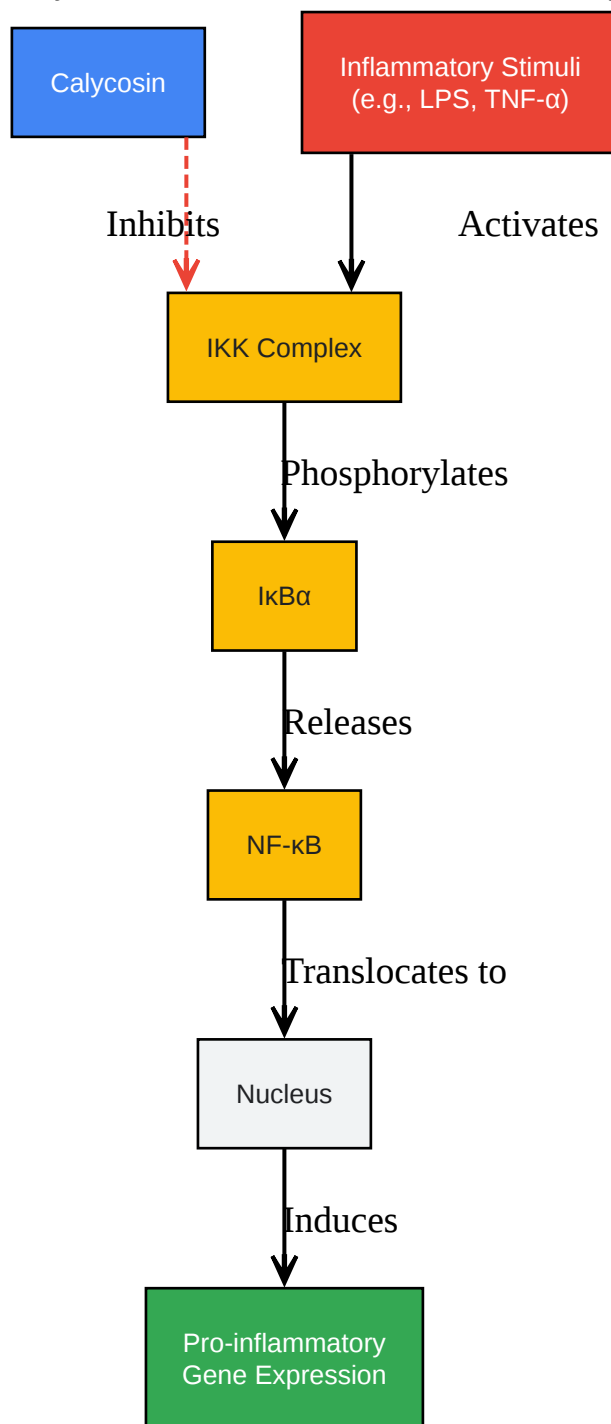 Calycosin
Inflammatory Stimuli
(e.g., LPS, TNF-α)
Inhibits
Activates
IKK Complex
Phosphorylates
IκBα
Releases
NF-κB
Translocates to
Nucleus
Induces
Pro-inflammatory
Gene Expression